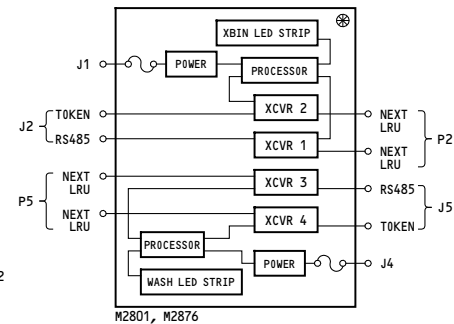 XBIN LED STRIP
J1
POWER
PROCESSOR
J2
TOKEN
XCVR 2
NEXT
LRU
P2
RS485
XCVR 1
NEXT
LRU
P5
NEXT
LRU
XCVR 3
RS485
J5
NEXT
LRU
XCVR 4
TOKEN
PROCESSOR
POWER
J4
WASH LED STRIP
2
M2801, M2876